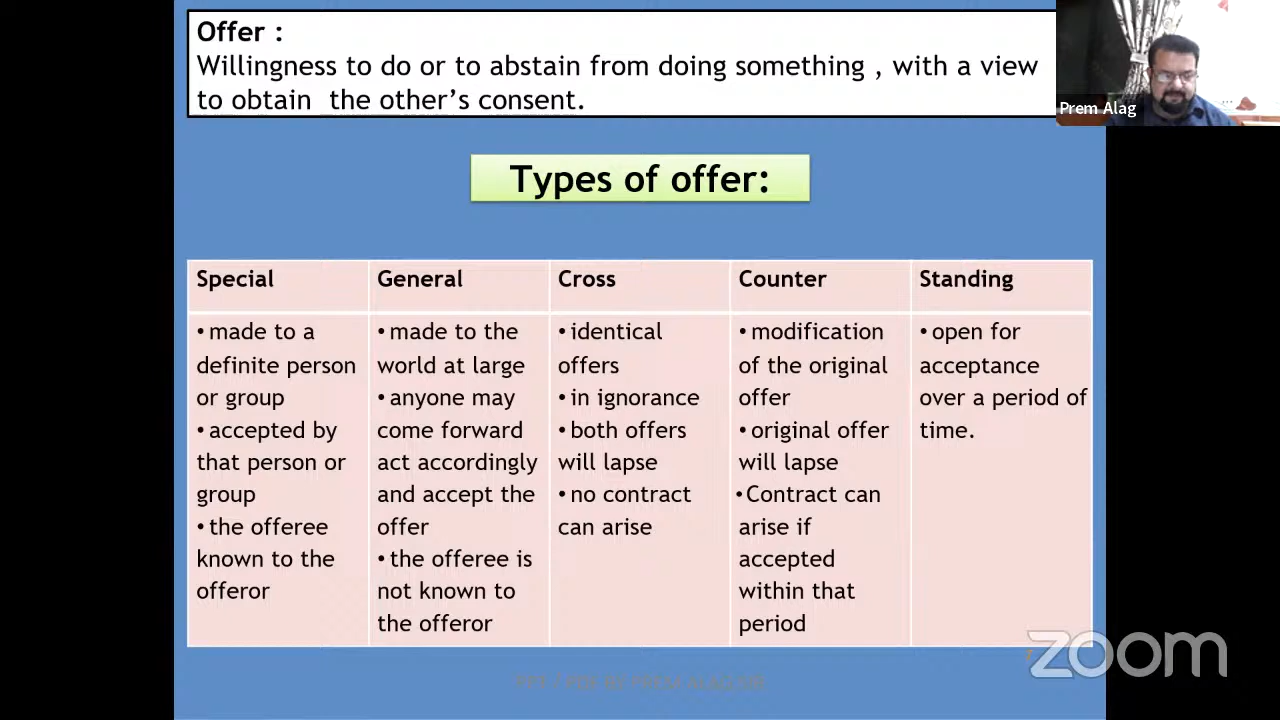 Offer :
Willingness to do or to abstain from doing something , with a view
to obtain the other's consent.
Prem Alag
Types of offer:
Special
• made to a
definite person
or group
• accepted by
that person or
group
• the offeree
known to the
offeror
General
• made to the
world at large
• anyone may
come forward
act accordingly
and accept the
offer
• the offeree is
not known to
the offeror
Cross
• identical
offers
• in ignorance
• both offers
will lapse
• no contract
can arise
Counter
• modification
of the original
offer
• original offer
will lapse
• Contract can
arise if
accepted
within that
period
Standing
• open for
acceptance
over a period of
time.
zoom